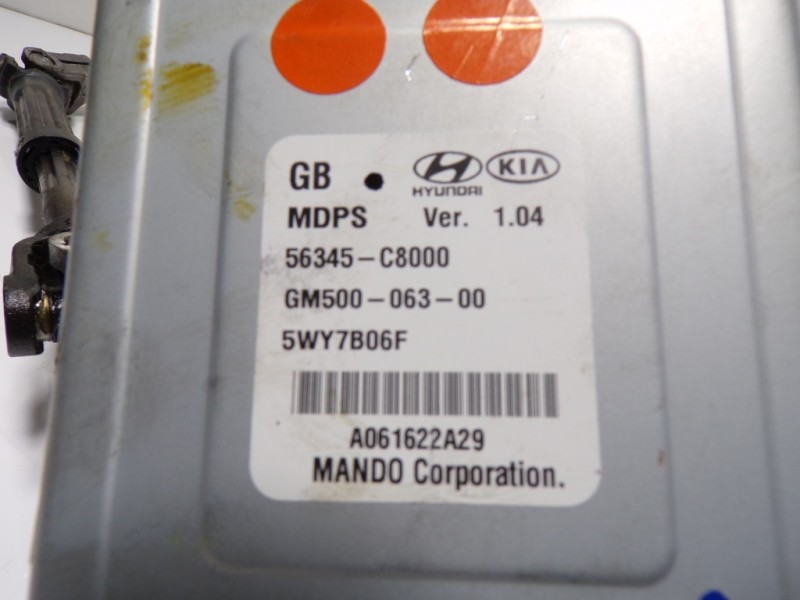 GB HYUNDAI KIA
MDPS Ver. 1.04
56345-C8000
GM500-063-00
5WY7B06F
A061622A29
MANDO Corporation.